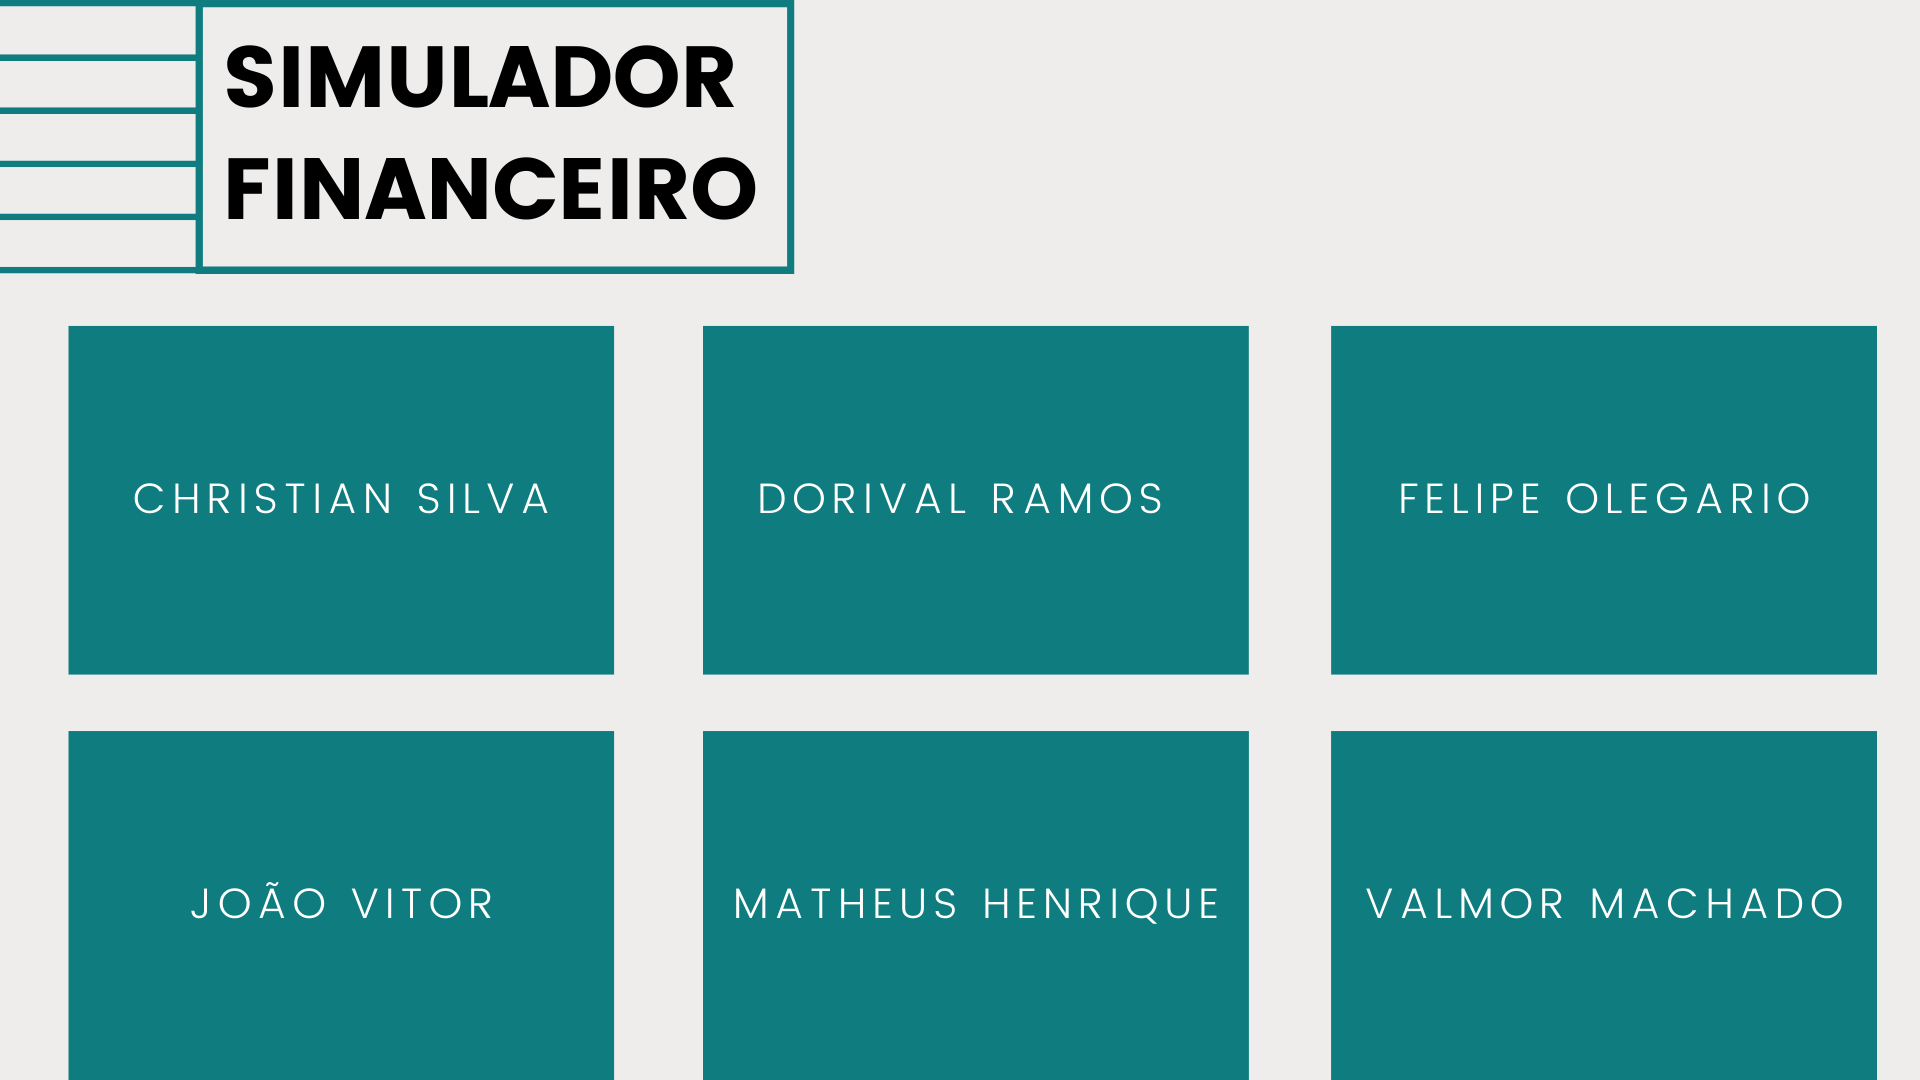 SIMULADOR
FINANCEIRO
CHRISTIAN SILVA
DORIVAL RAMOS
FELIPE OLEGARIO
JOÃO VITOR
MATHEUS HENRIQUE
VALMOR MACHADO